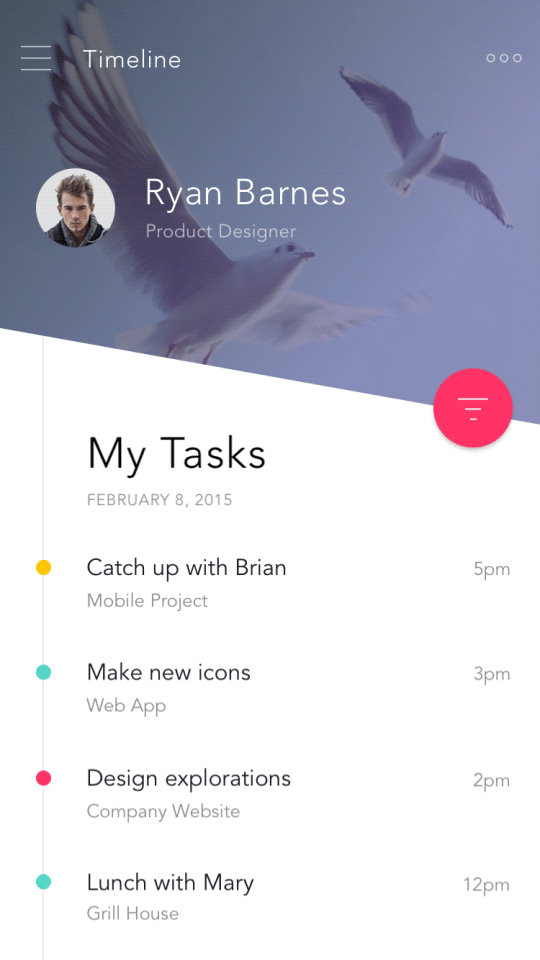 Timeline
Ryan Barnes
Product Designer
My Tasks
FEBRUARY 8, 2015
Catch up with Brian 5pm
Mobile Project
Make new icons 3pm
Web App
Design explorations 2pm
Company Website
Lunch with Mary 12pm
Grill House